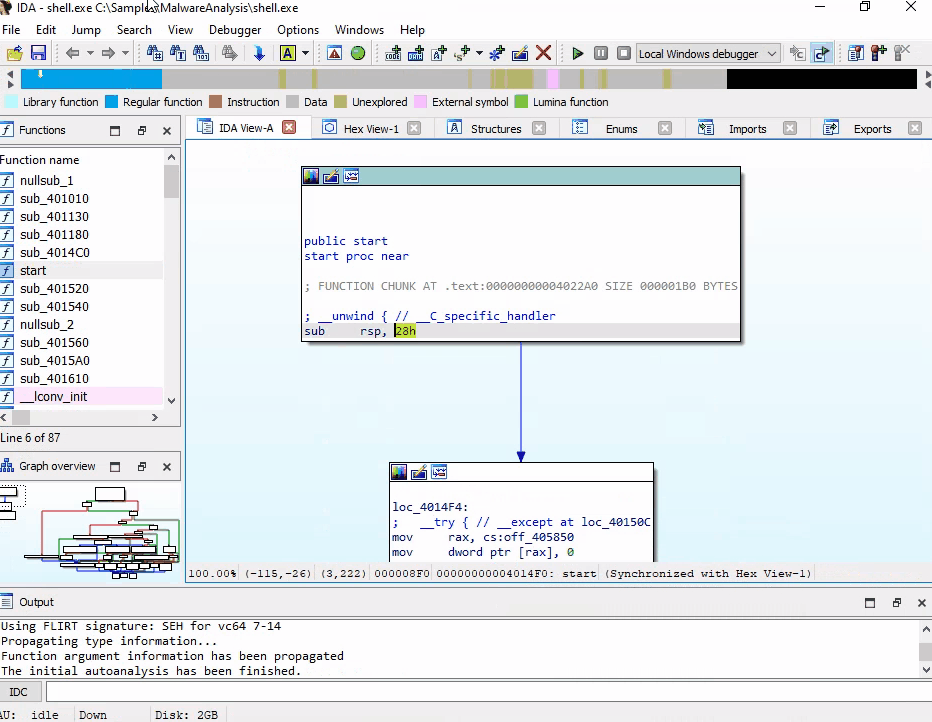 IDA - shell.exe C:\Samples\MalwareAnalysis\shell.exe
File Edit Jump Search View Debugger Options Windows Help
Local Windows debugger
Library function Regular function Instruction Data Unexplored External symbol Lumina function
Functions
IDA View-A Hex View-1 Structures Enums Imports Exports
Function name
nullsub_1
sub_401010
sub_401130
sub_401180
sub_4014C0
start
sub_401520
sub_401540
nullsub_2
sub_401560
sub_4015A0
sub_401610
__lconv_init
Line 6 of 87
Graph overview
public start
start proc near
; FUNCTION CHUNK AT .text:00000000004022A0 SIZE 000001B0 BYTES
; __unwind { // __C_specific_handler
sub rsp, 28h
loc_4014F4:
; __try { // __except at loc_40150C
mov rax, cs:off_405850
mov dword ptr [rax], 0
100.00% (-115,-26) (3,222) 000008F0 00000000004014F0: start (Synchronized with Hex View-1)
Output
Using FLIRT signature: SEH for vc64 7-14
Propagating type information...
Function argument information has been propagated
The initial autoanalysis has been finished.
IDC
AU: idle Down Disk: 2GB